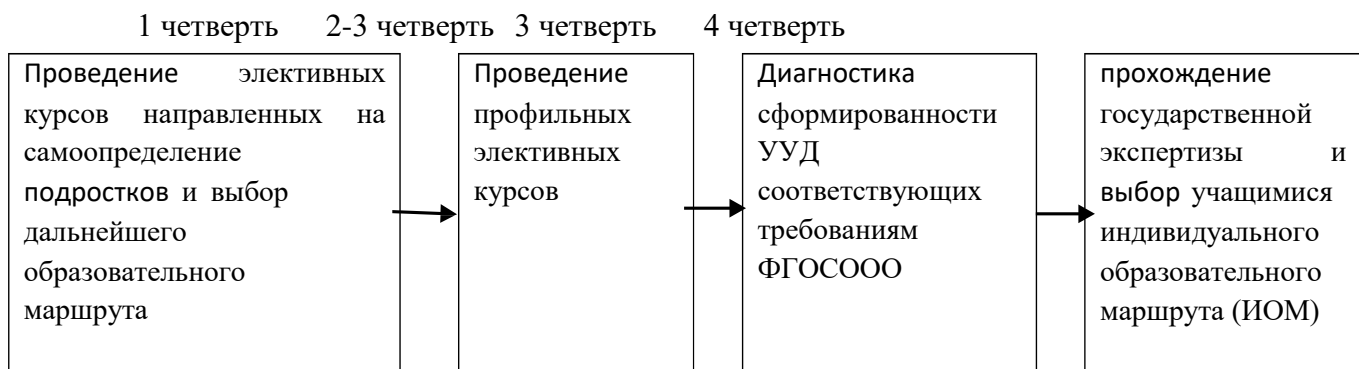 1 четверть 2-3 четверть 3 четверть 4 четверть
Проведение элективных
курсов направленных на
самоопределение
подростков и выбор
дальнейшего
образовательного
маршрута
Проведение
профильных
элективных
курсов
Диагностика
сформированности
УУД
соответствующих
требованиям
ФГОСООО
прохождение
государственной
экспертизы и
выбор учащимися
индивидуального
образовательного
маршрута (ИОМ)